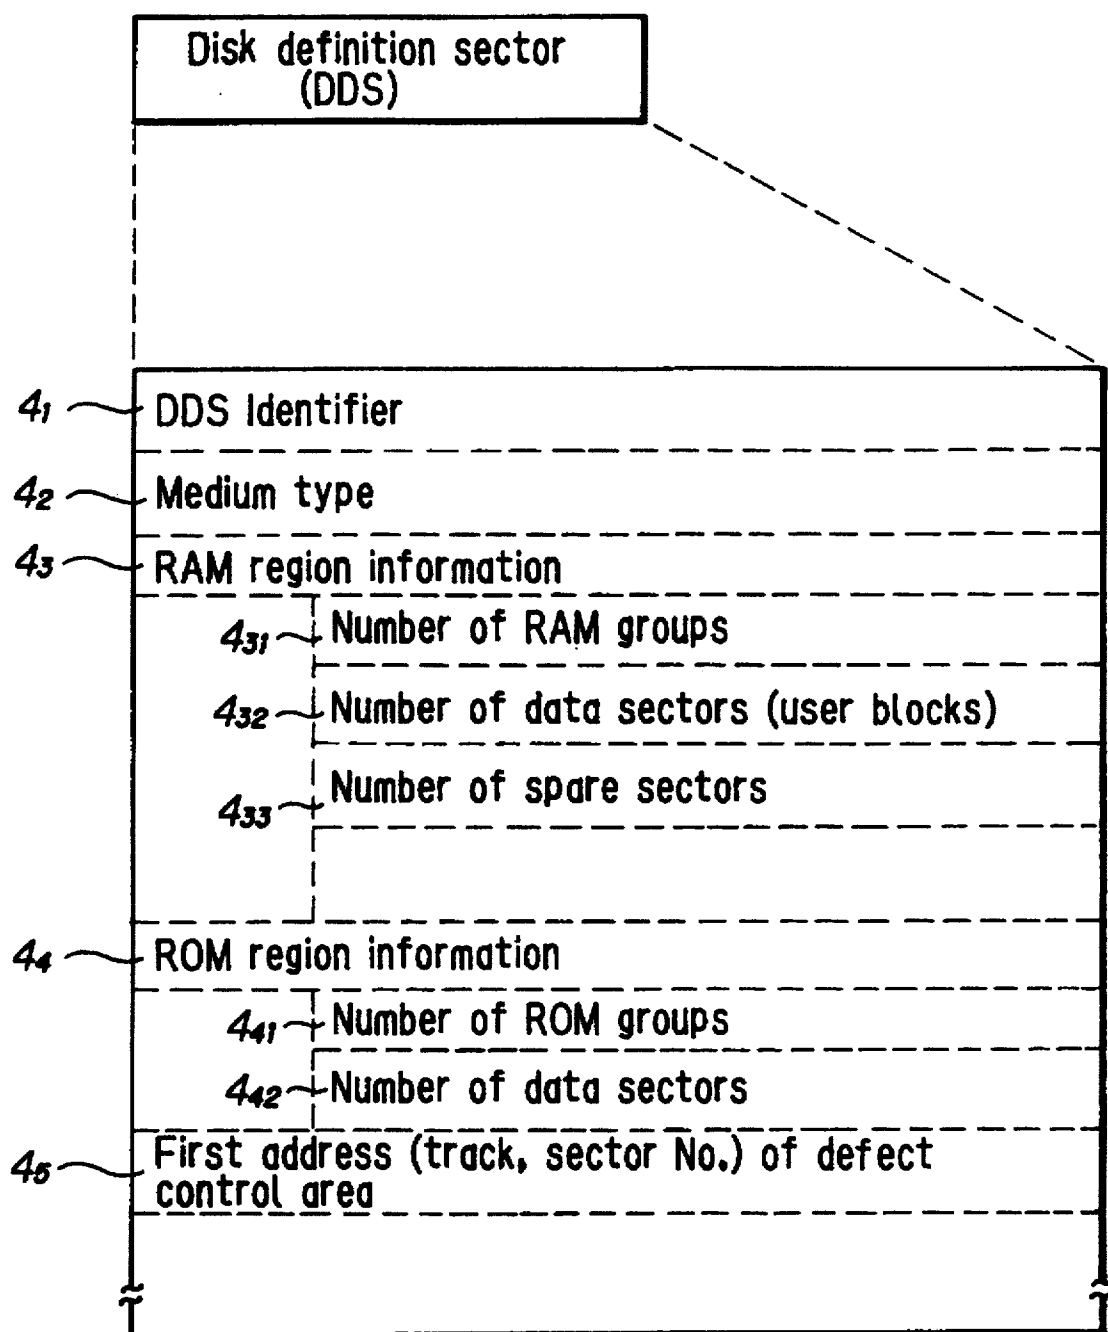 Disk definition sector
(DDS)
4₁ DDS Identifier
4₂ Medium type
4₃ RAM region information
4₃₁ Number of RAM groups
4₃₂ Number of data sectors (user blocks)
4₃₃ Number of spare sectors
4₄ ROM region information
4₄₁ Number of ROM groups
4₄₂ Number of data sectors
4₅ First address (track, sector No.) of defect
control area